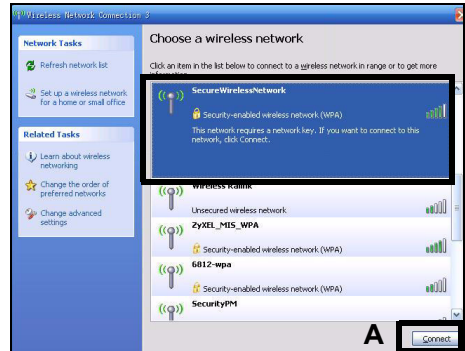 Wireless Network Connection 3
Network Tasks
Refresh network list
Set up a wireless network
for a home or small office
Related Tasks
Learn about wireless
networking
Change the order of
preferred networks
Change advanced
settings
Choose a wireless network
Click an item in the list below to connect to a wireless network in range or to get more
SecureWirelessNetwork
Security-enabled wireless network (WPA)
This network requires a network key. If you want to connect to this
network, click Connect.
Wireless Ralink
Unsecured wireless network
ZyXEL_MIS_WPA
Security-enabled wireless network (WPA)
6812-wpa
Security-enabled wireless network (WPA)
SecurityPM
A
Connect